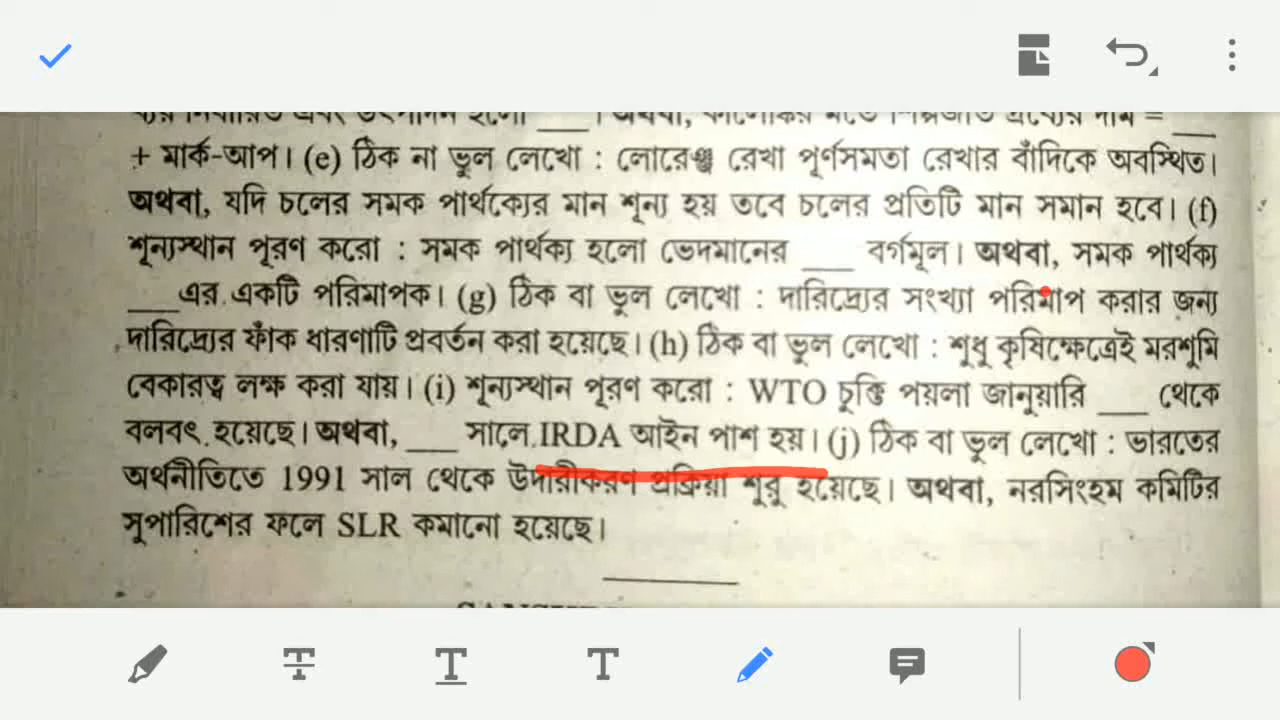 + মার্ক-আপ। (e) ঠিক না ভুল লেখো : লোরেঞ্জ রেখা পূর্ণসমতা রেখার বাঁদিকে অবস্থিত।
অথবা, যদি চলের সমক পার্থক্যের মান শূন্য হয় তবে চলের প্রতিটি মান সমান হবে। (f)
শূন্যস্থান পূরণ করো : সমক পার্থক্য হলো ভেদমানের ___ বর্গমূল। অথবা, সমক পার্থক্য
___এর একটি পরিমাপক। (g) ঠিক বা ভুল লেখো : দারিদ্র্যের সংখ্যা পরিমাপ করার জন্য
দারিদ্র্যের ফাঁক ধারণাটি প্রবর্তন করা হয়েছে। (h) ঠিক বা ভুল লেখো : শুধু কৃষিক্ষেত্রেই মরশুমি
বেকারত্ব লক্ষ করা যায়। (i) শূন্যস্থান পূরণ করো : WTO চুক্তি পয়লা জানুয়ারি ___ থেকে
বলবৎ হয়েছে। অথবা, ___ সালে IRDA আইন পাশ হয়। (j) ঠিক বা ভুল লেখো : ভারতের
অর্থনীতিতে 1991 সাল থেকে উদারীকরণ প্রক্রিয়া শুরু হয়েছে। অথবা, নরসিংহম কমিটির
সুপারিশের ফলে SLR কমানো হয়েছে।